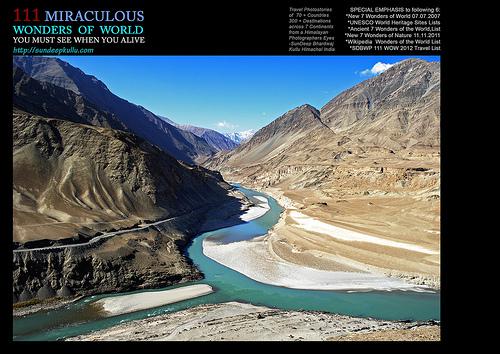 111 MIRACULOUS
WONDERS OF WORLD
YOU MUST SEE WHEN YOU ALIVE
http://sundeepkullu.com
Travel Photostories
of 70 + Countries
300 + Destinations
across 7 Continents
from a Himalayan
Photographers Eyes
-SunDeep Bhardwaj
Kullu Himachal India
SPECIAL EMPHASIS to following 6:
*New 7 Wonders of World 07.07.2007
*UNESCO World Heritage Sites Lists
*Ancient 7 Wonders of the World,List
*New 7 Wonders of Nature 11.11.2011
*Wikipedia Wonders of the World List
*SDBWP 111 WOW 2012 Travel List